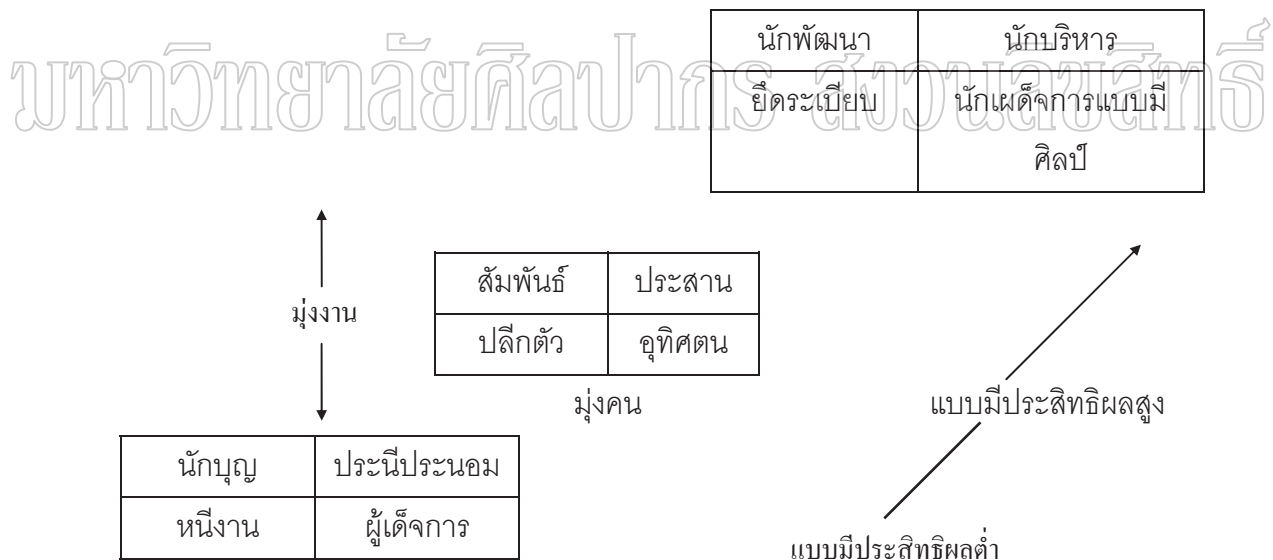 นักพัฒนา นักบริหาร
มหาวิทยาลัยศิลปากร สงวนลิขสิทธิ์
ยึดระเบียบ นักเผด็จการแบบมี
ศิลป์
สัมพันธ์ ประสาน
มุ่งงาน
ปลีกตัว อุทิศตน
มุ่งคน แบบมีประสิทธิผลสูง
นักบุญ ประนีประนอม
หนีงาน ผู้เด็จการ
แบบมีประสิทธิผลต่ำ